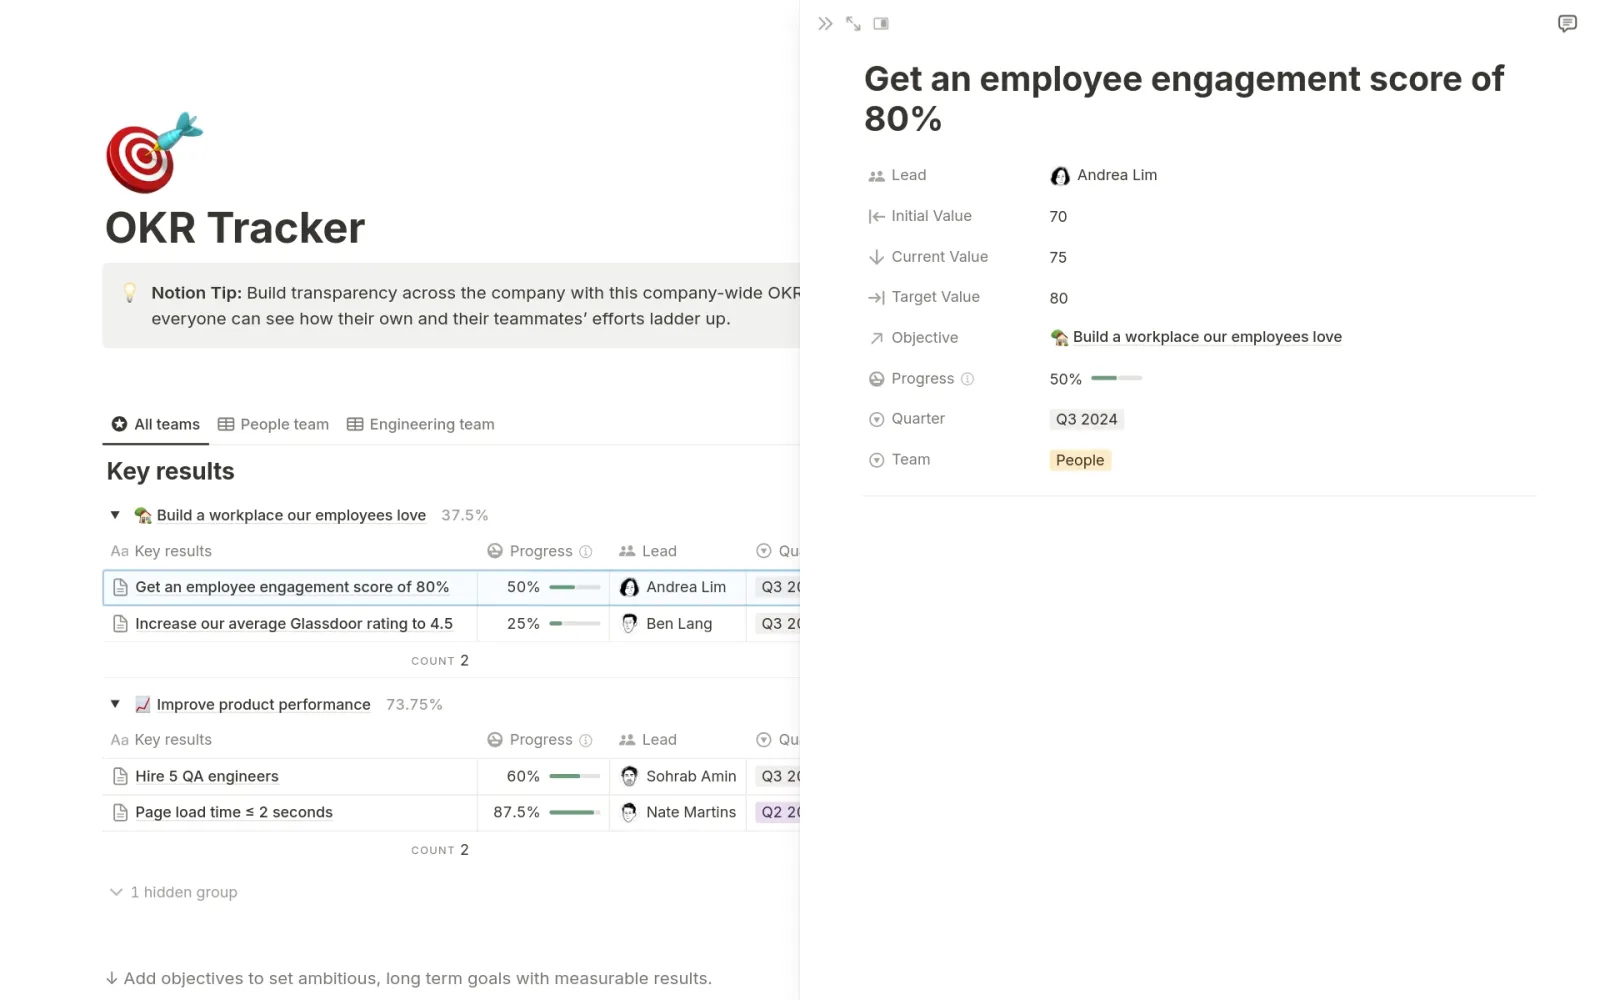 OKR Tracker
Notion Tip: Build transparency across the company with this company-wide OKR
everyone can see how their own and their teammates’ efforts ladder up.
All teams People team Engineering team
Key results
Build a workplace our employees love 37.5%
Aa Key results Progress Lead
Get an employee engagement score of 80% 50% Andrea Lim Q3
Increase our average Glassdoor rating to 4.5 25% Ben Lang Q3
COUNT 2
Improve product performance 73.75%
Aa Key results Progress Lead
Hire 5 QA engineers 60% Sohrab Amin Q3
Page load time ≤ 2 seconds 87.5% Nate Martins Q2
COUNT 2
1 hidden group
↓ Add objectives to set ambitious, long term goals with measurable results.
Get an employee engagement score of
80%
Lead Andrea Lim
Initial Value 70
Current Value 75
Target Value 80
Objective Build a workplace our employees love
Progress 50%
Quarter Q3 2024
Team People